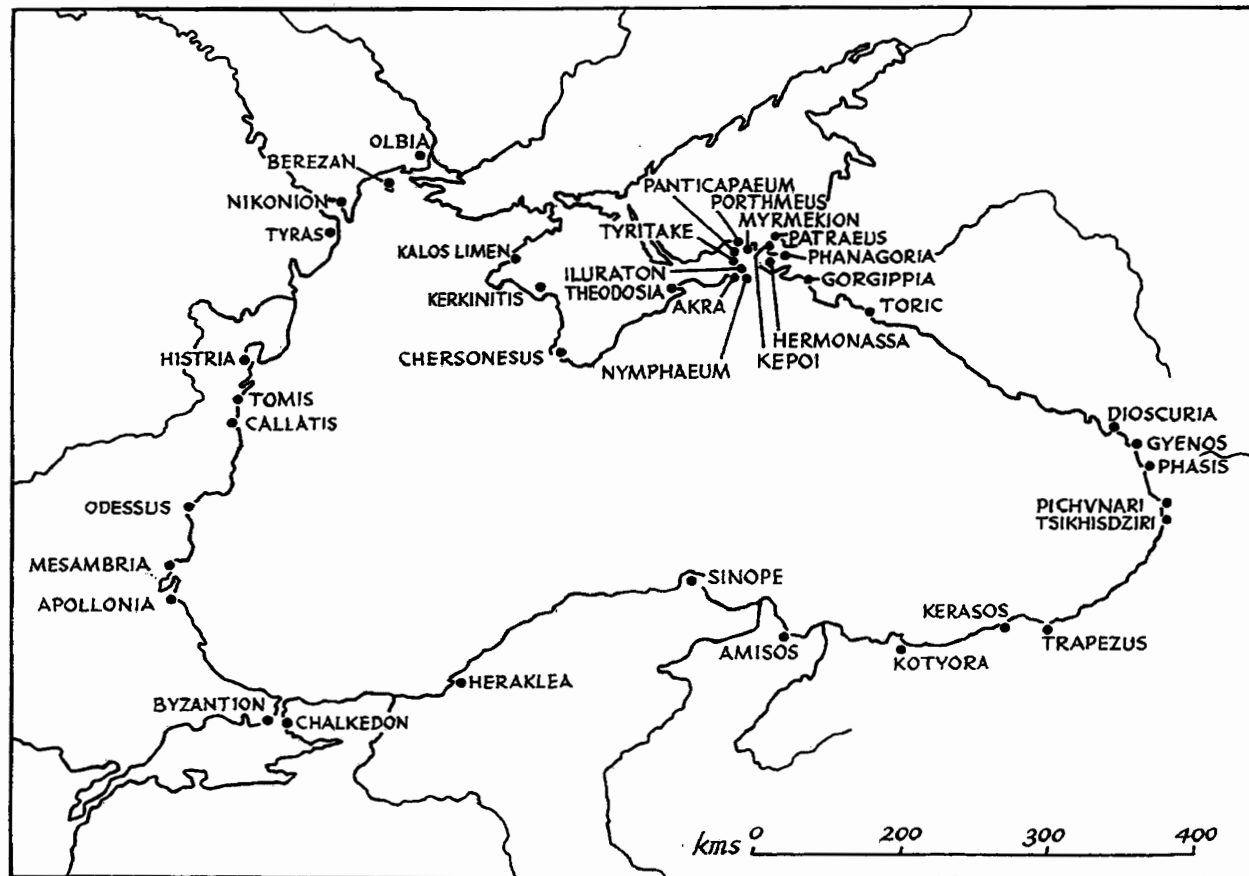 OLBIA
BEREZAN
NIKONION
TYRAS
PANTICAPAEUM
PORTHMEUS
MYRMEKION
TYRITAKE
PATRAEUS
PHANAGORIA
KALOS LIMEN
ILURATON
GORGIPPIA
KERKINITIS
THEODOSIA
AKRA
TORIC
HERMONASSA
KEPOI
NYMPHAEUM
CHERSONESUS
HISTRIA
TOMIS
CALLATIS
DIOSCURIA
GYENOS
PHASIS
ODESSUS
PICHVNARI
TSIKHISDZIRI
MESAMBRIA
APOLLONIA
SINOPE
KERASOS
TRAPEZUS
AMISOS
KOTYORA
HERAKLEA
BYZANTION
CHALKEDON
kms 0 200 300 400